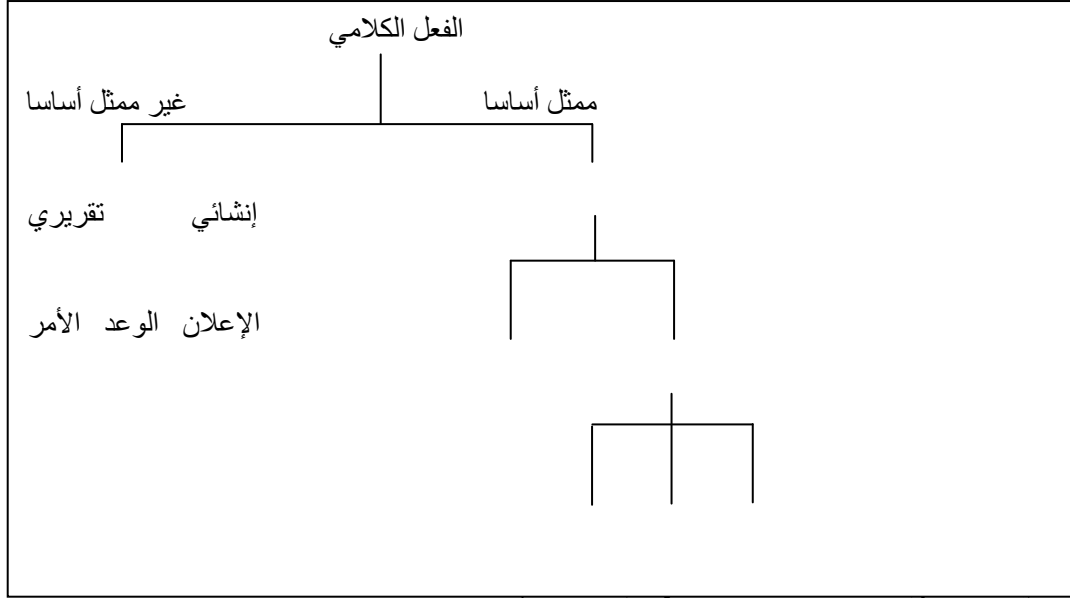 الفعل الكلامي
ممثل أساسا غير ممثل أساسا
إنشائي تقريري
الإعلان الوعد الأمر